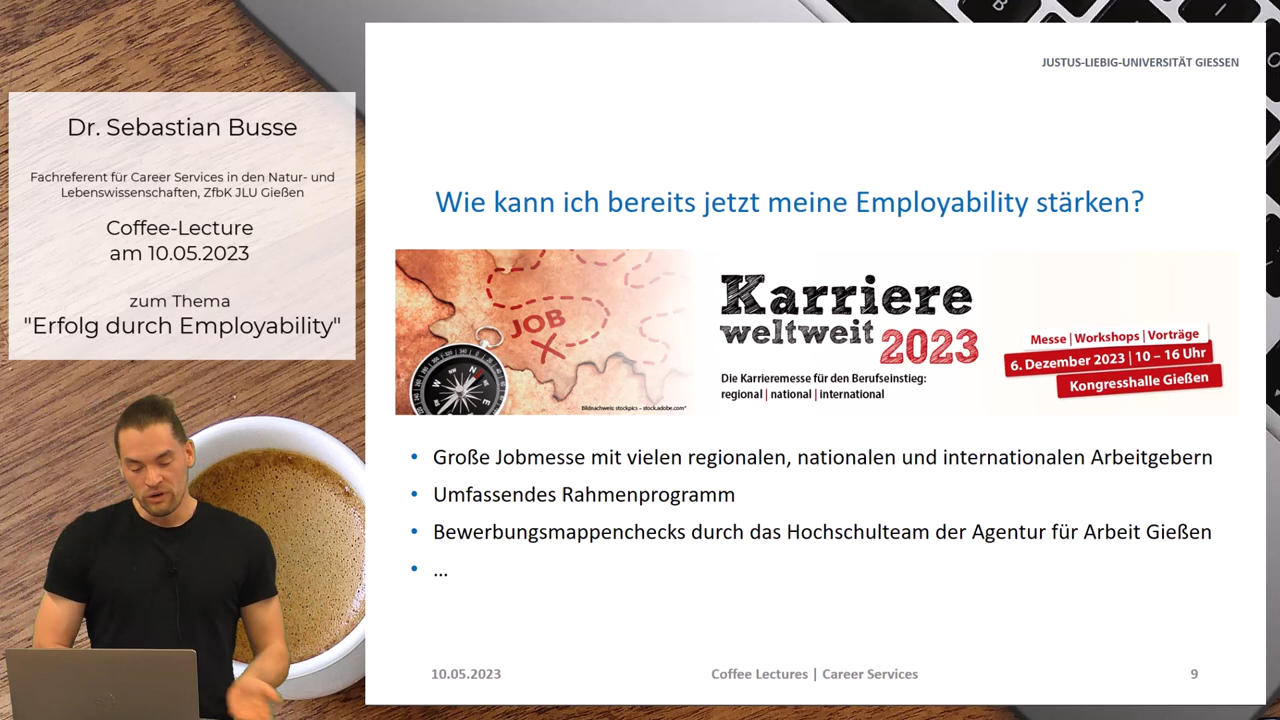 Dr. Sebastian Busse
Fachreferent für Career Services in den Natur- und
Lebenswissenschaften, ZfbK JLU Gießen
Coffee-Lecture
am 10.05.2023
zum Thema
"Erfolg durch Employability"
JUSTUS-LIEBIG-UNIVERSITÄT GIESSEN
Wie kann ich bereits jetzt meine Employability stärken?
JOB
Karriere
weltweit 2023
Die Karrieremesse für den Berufseinstieg:
regional | national | international
Messe | Workshops | Vorträge
6. Dezember 2023 | 10 – 16 Uhr
Kongresshalle Gießen
Bildnachweis: stockpics – stock.adobe.com"
• Große Jobmesse mit vielen regionalen, nationalen und internationalen Arbeitgebern
• Umfassendes Rahmenprogramm
• Bewerbungsmappenchecks durch das Hochschulteam der Agentur für Arbeit Gießen
• ...
10.05.2023
Coffee Lectures | Career Services
9